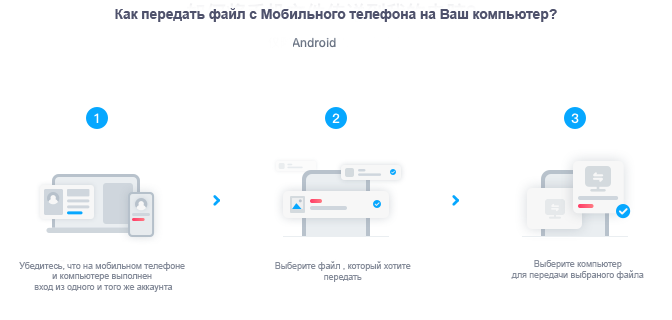 Как передать файл с Мобильного телефона на Ваш компьютер?
Android
1
2
3
Убедитесь, что на мобильном телефоне
и компьютере выполнен
вход из одного и того же аккаунта
Выберите файл , который хотите
передать
Выберите компьютер
для передачи выбраного файла